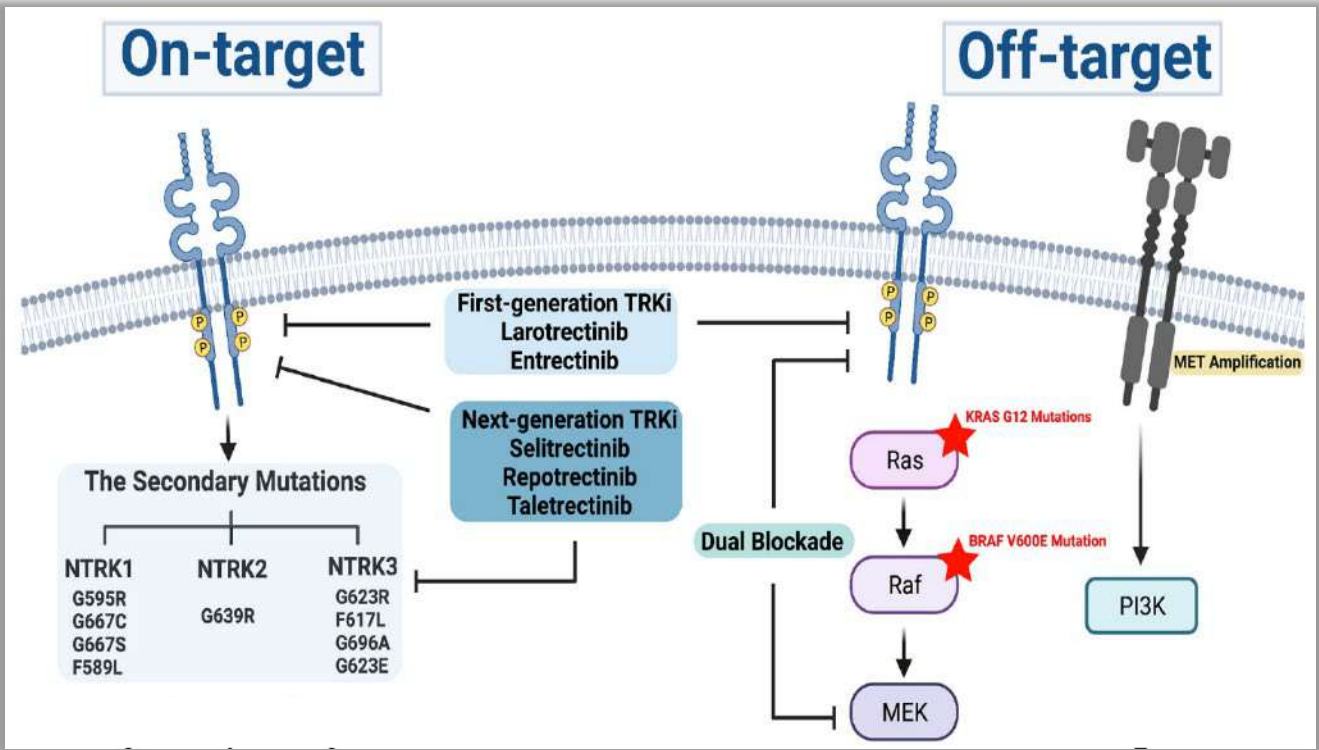 On-target
Off-target
P
P
P
P
First-generation TRKi
Larotrectinib
Entrectinib
Next-generation TRKi
Selitrectinib
Repotrectinib
Taletrectinib
The Secondary Mutations
NTRK1
G595R
G667C
G667S
F589L
NTRK2
G639R
NTRK3
G623R
F617L
G696A
G623E
P
P
P
P
MET Amplification
KRAS G12 Mutations
Ras
Dual Blockade
BRAF V600E Mutation
Raf
MEK
PI3K